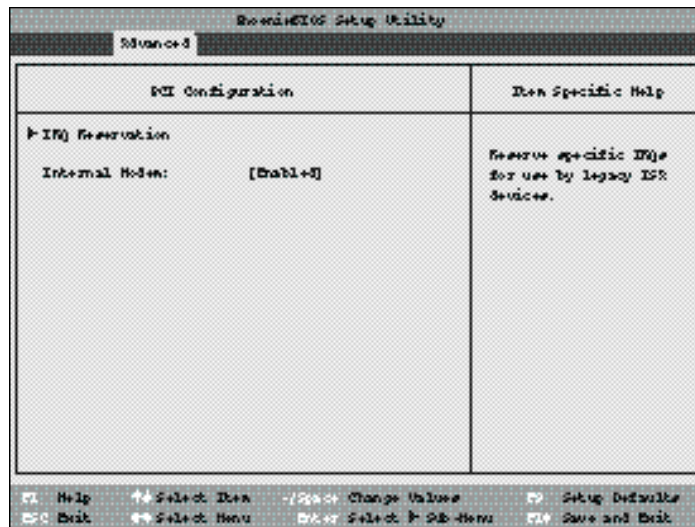 PhoenixBIOS Setup Utility
Advanced
PCI Configuration
Item Specific Help
IRQ Reservation
Internal Modem: [Enabled]
Reserve specific IRQs
for use by legacy ISA
devices.
F1 Help ↑↓ Select Item -/Space Change Values F9 Setup Defaults
ESC Exit ↔ Select Menu Enter Select ▶ Sub-Menu F10 Save and Exit